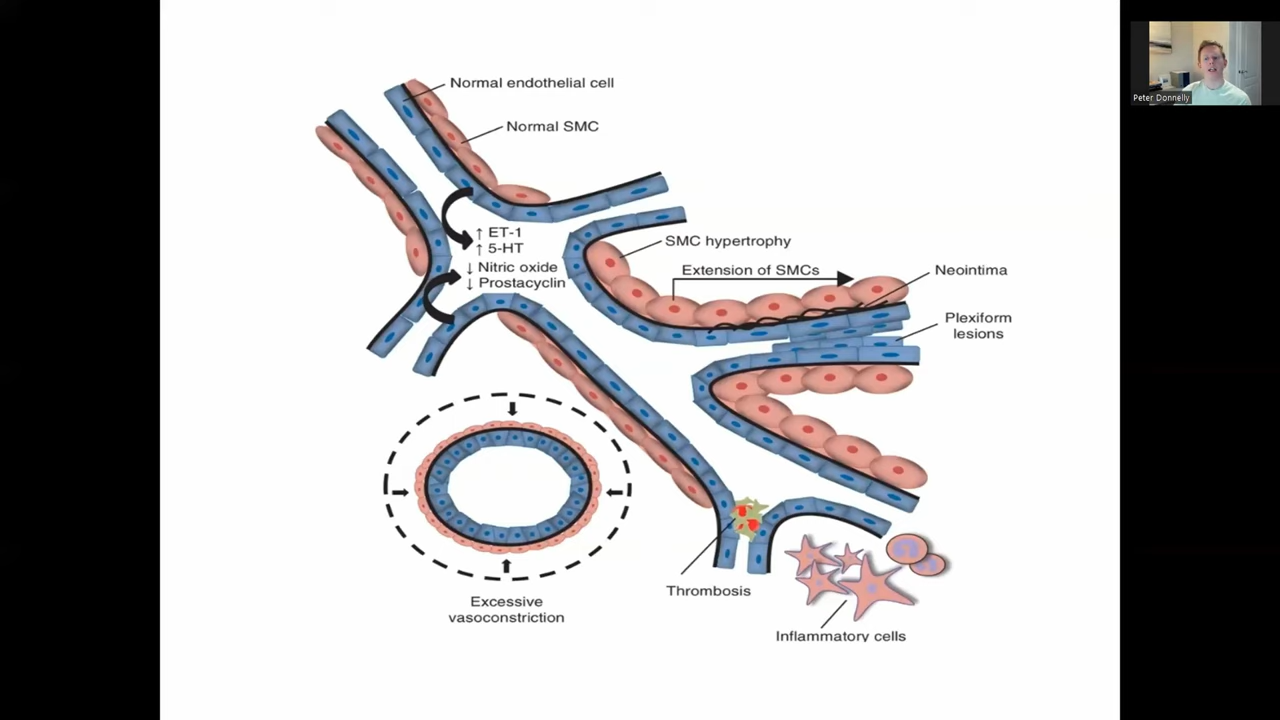 Normal endothelial cell
Normal SMC
↑ ET-1
↑ 5-HT
↓ Nitric oxide
↓ Prostacyclin
SMC hypertrophy
Extension of SMCs
Neointima
Plexiform
lesions
Excessive
vasoconstriction
Thrombosis
Inflammatory cells
Peter Donnelly